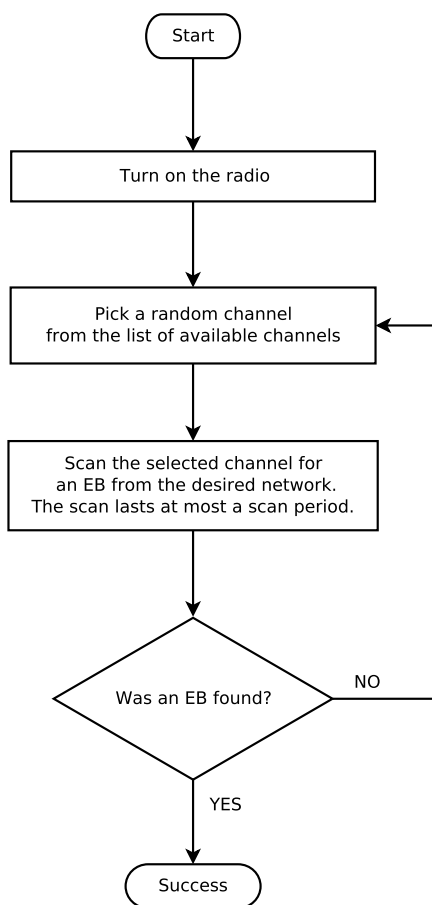 Start
Turn on the radio
Pick a random channel
from the list of available channels
Scan the selected channel for
an EB from the desired network.
The scan lasts at most a scan period.
Was an EB found?
NO
YES
Success